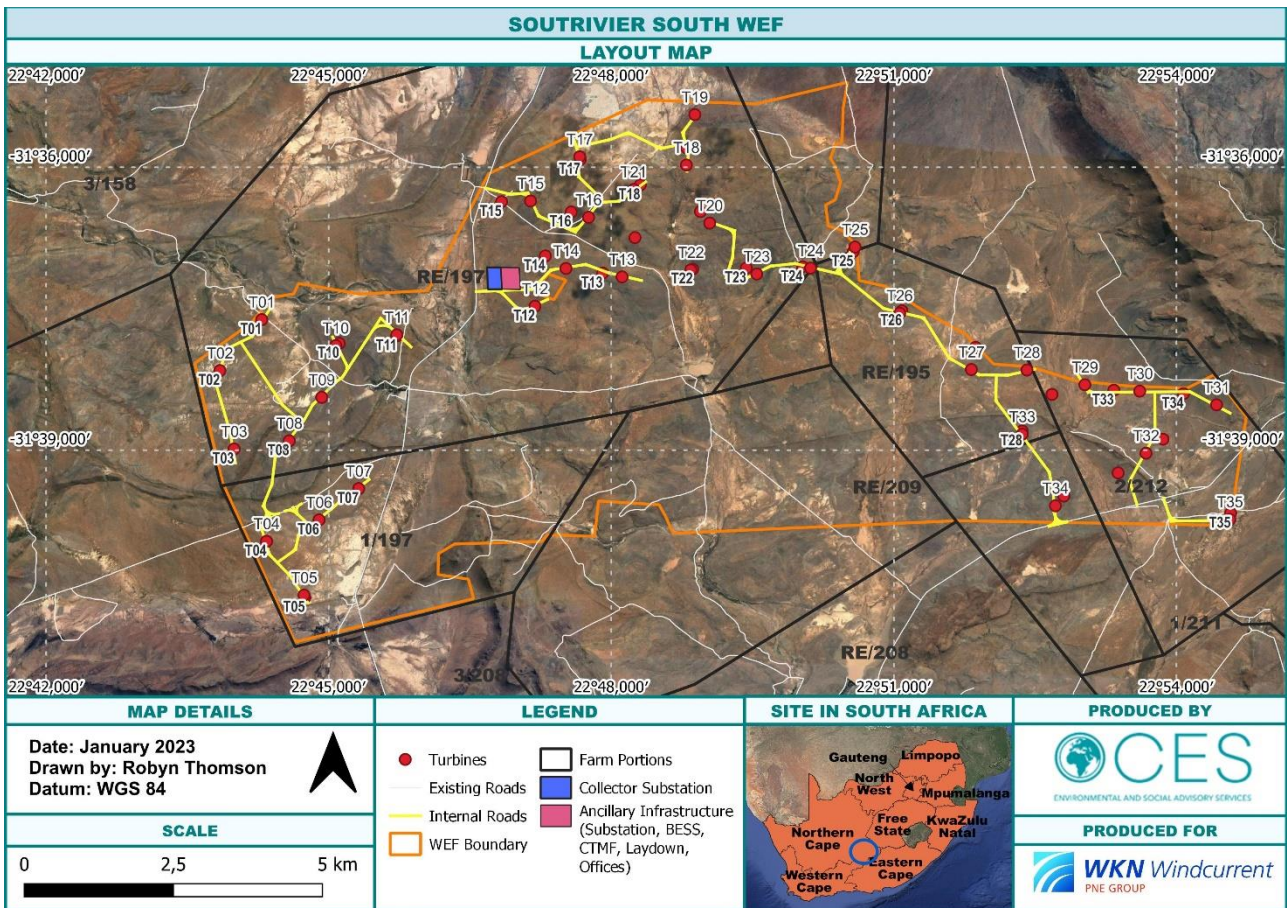 SOUTRIVIER SOUTH WEF
LAYOUT MAP
22°42,000′ 22°45,000′ 22°48,000′ 22°51,000′ 22°54,000′
T19
T17
T18
-31°36,000′ -31°36,000′
T17
3/158
T21
T18
T15
T15
T16
T16
T20
T25
T14
T13
T22
T23
T24
T25
RE/197
T14
T13
T22
T23
T24
T12
T12
T26
T26
T01
T01
T10
T10
T11
T11
T02
T02
T09
T27
T28
RE/195
T29
T30
T31
T33
T34
T08
T08
T03
T03
T33
T28
T32
-31°39,000′ -31°39,000′
T07
T07
RE/209
2/212
T06
T06
T34
T35
T35
T04
T04
1/197
T05
T05
1/211
RE/208
3/208
22°42,000′ 22°45,000′ 22°48,000′ 22°51,000′ 22°54,000′
MAP DETAILS
Date: January 2023
Drawn by: Robyn Thomson
Datum: WGS 84
SCALE
0 2,5 5 km
LEGEND
Turbines
Existing Roads
Internal Roads
WEF Boundary
Farm Portions
Collector Substation
Ancillary Infrastructure
(Substation, BESS,
CTMF, Laydown,
Offices)
SITE IN SOUTH AFRICA
Limpopo
Gauteng
North
West
Mpumalanga
Free
State
KwaZulu
Natal
Northern
Cape
Eastern
Cape
Western
Cape
PRODUCED BY
CES
ENVIRONMENTAL AND SOCIAL ADVISORY SERVICES
PRODUCED FOR
WKN Windcurrent
PNE GROUP